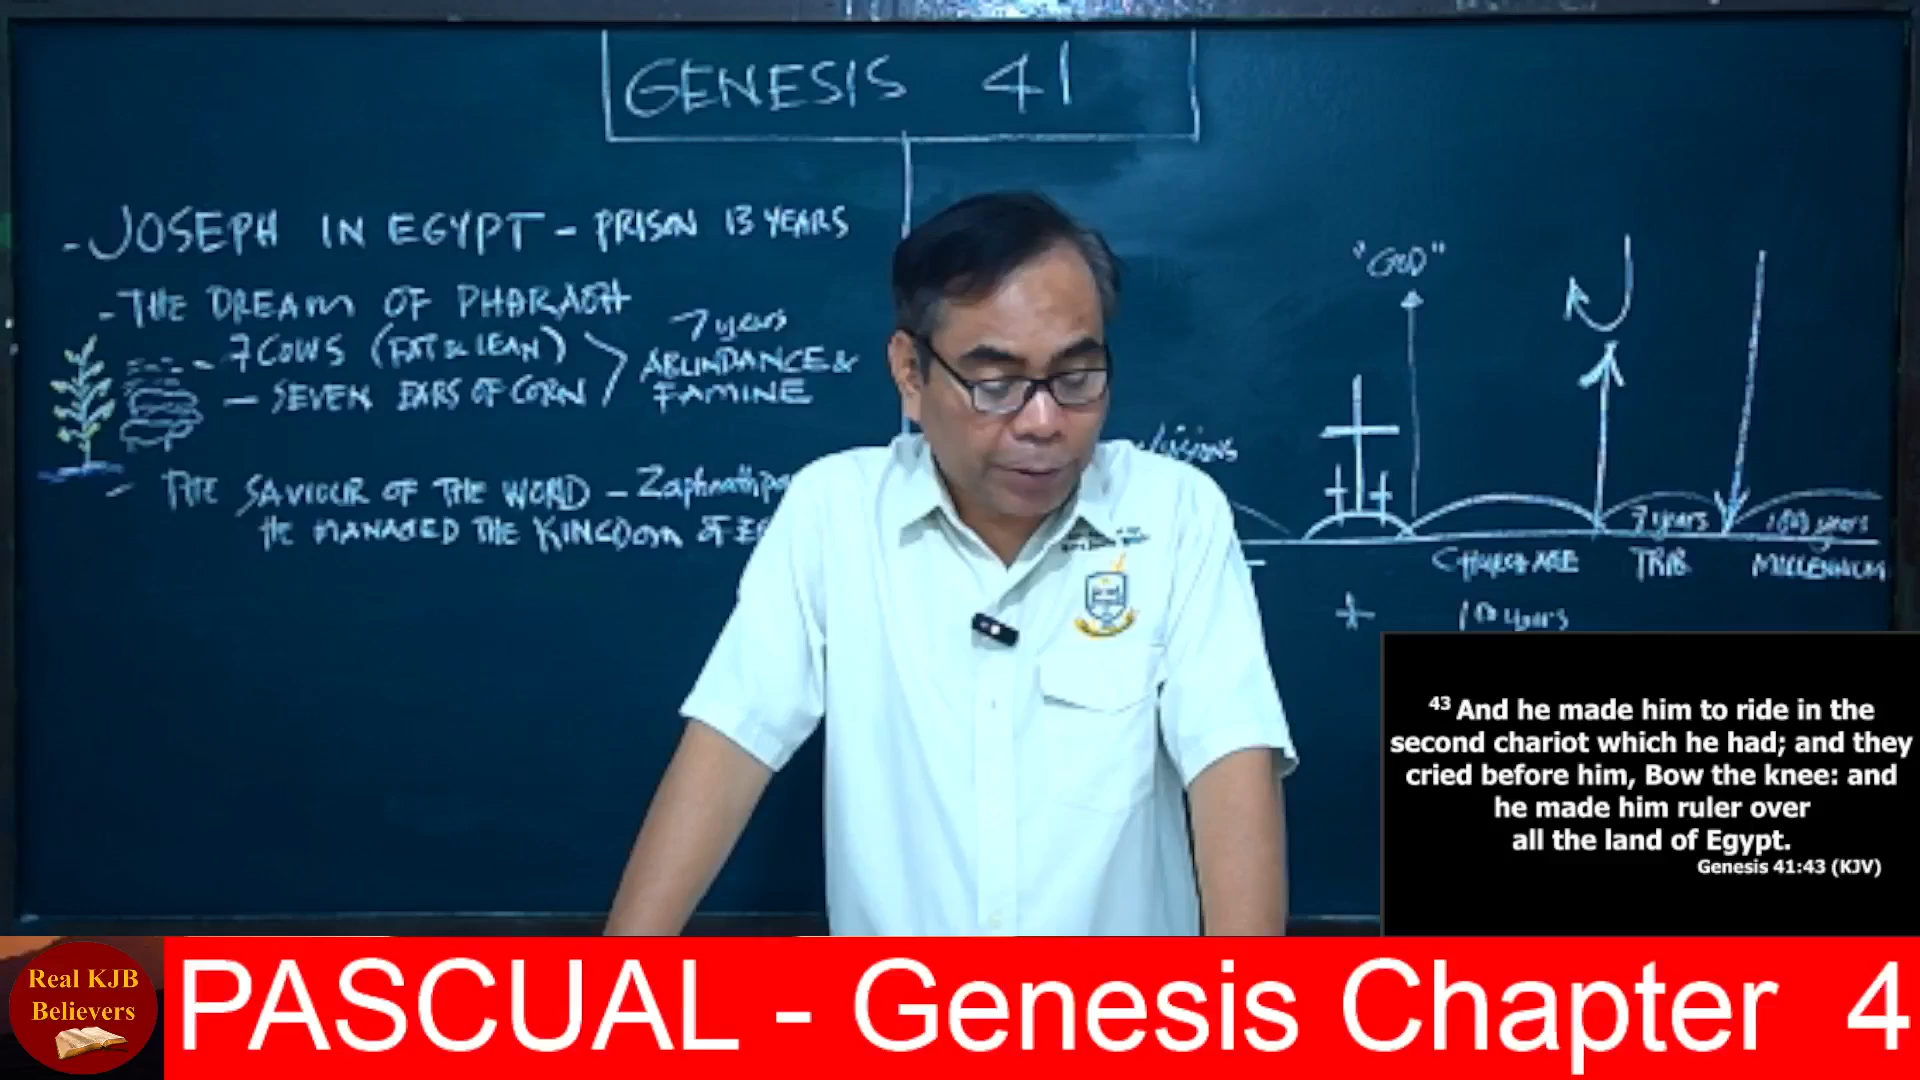 GENESIS 41
- JOSEPH IN EGYPT - PRISON 13 YEARS
- THE DREAM OF PHARAOH
- 7 COWS (FAT & LEAN)
- SEVEN EARS OF CORN
7 years
ABUNDANCE &
FAMINE
- THE SAVIOUR OF THE WORLD - Zaphnathpa
HE MANAGED THE KINGDOM OF E
"GOD"
7 years
CHURCH AGE
TRIB
MILLENNIUM
43 And he made him to ride in the
second chariot which he had; and they
cried before him, Bow the knee: and
he made him ruler over
all the land of Egypt.
Genesis 41:43 (KJV)
Real KJB
Believers
PASCUAL - Genesis Chapter 4